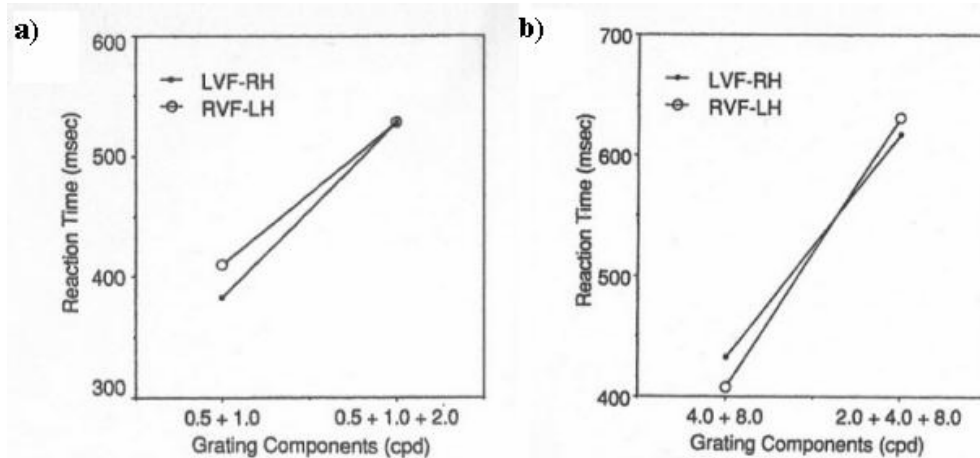 a)
600
500
400
300
Reaction Time (msec)
LVF-RH
RVF-LH
0.5 + 1.0
0.5 + 1.0 + 2.0
Grating Components (cpd)
b)
700
600
500
400
Reaction Time (msec)
LVF-RH
RVF-LH
4.0 + 8.0
2.0 + 4.0 + 8.0
Grating Components (cpd)